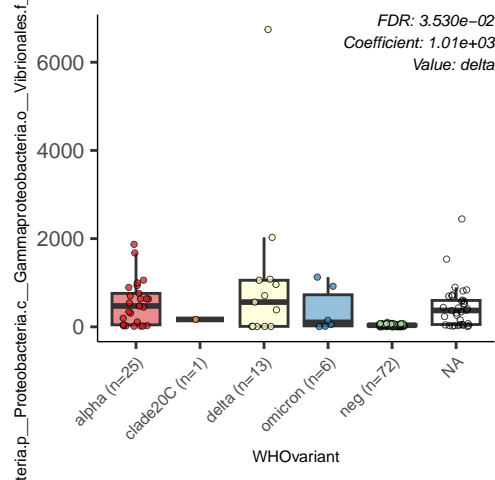 FDR: 3.530e−02
Coefficient: 1.01e+03
Value: delta
6000
4000
2000
0
alpha (n=25)
clade20C (n=1)
delta (n=13)
omicron (n=6)
neg (n=72)
NA
WHOvariant
teria.p__Proteobacteria.c__Gammaproteobacteria.o__Vibrionales.f_